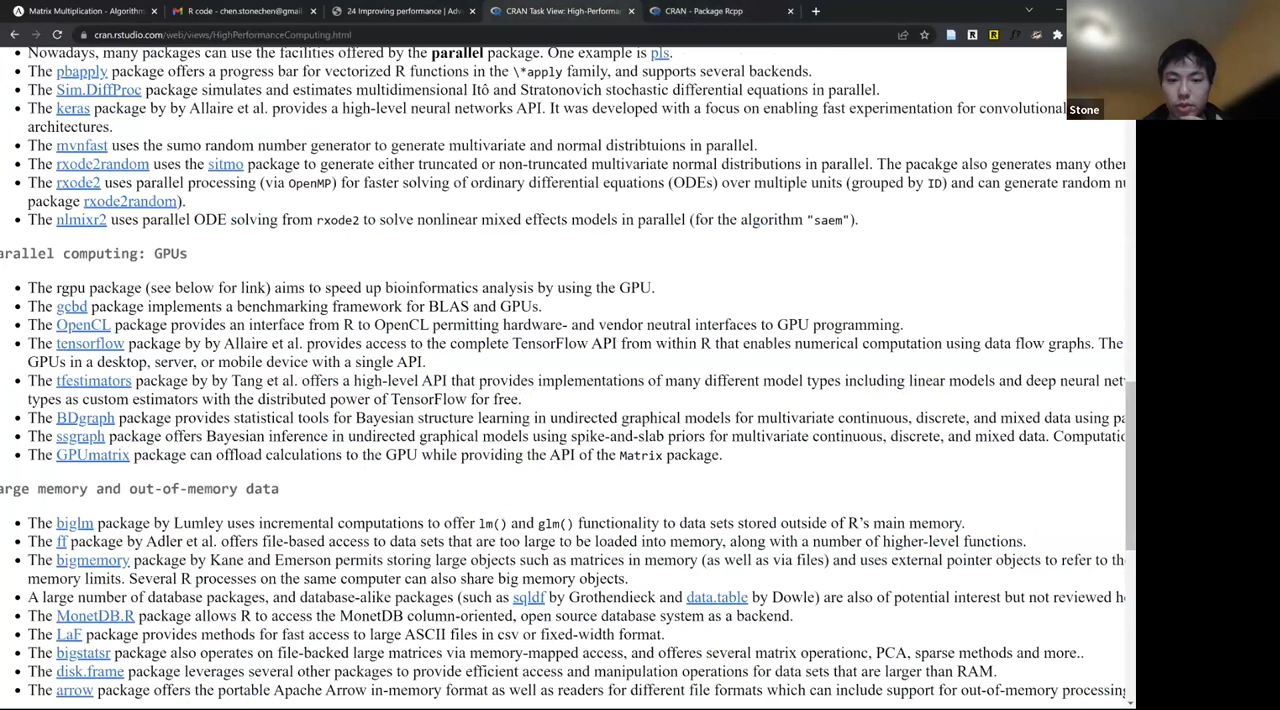 Matrix Multiplication - Algorithm
R code - chen.stonechen@gmail
24 Improving performance | Adv
CRAN Task View: High-Performa
CRAN - Package Rcpp
cran.rstudio.com/web/views/HighPerformanceComputing.html
Stone
Nowadays, many packages can use the facilities offered by the parallel package. One example is pls.
The pbapply package offers a progress bar for vectorized R functions in the \*apply family, and supports several backends.
The Sim.DiffProc package simulates and estimates multidimensional Itô and Stratonovich stochastic differential equations in parallel.
The keras package by by Allaire et al. provides a high-level neural networks API. It was developed with a focus on enabling fast experimentation for convolutional
architectures.
The mvnfast uses the sumo random number generator to generate multivariate and normal distribtuions in parallel.
The rxode2random uses the sitmo package to generate either truncated or non-truncated multivariate normal distributions in parallel. The pacakge also generates many other
The rxode2 uses parallel processing (via OpenMP) for faster solving of ordinary differential equations (ODEs) over multiple units (grouped by ID) and can generate random nu
package rxode2random).
The nlmixr2 uses parallel ODE solving from rxode2 to solve nonlinear mixed effects models in parallel (for the algorithm "saem").
arallel computing: GPUs
The rgpu package (see below for link) aims to speed up bioinformatics analysis by using the GPU.
The gcbd package implements a benchmarking framework for BLAS and GPUs.
The OpenCL package provides an interface from R to OpenCL permitting hardware- and vendor neutral interfaces to GPU programming.
The tensorflow package by by Allaire et al. provides access to the complete TensorFlow API from within R that enables numerical computation using data flow graphs. The
GPUs in a desktop, server, or mobile device with a single API.
The tfestimators package by by Tang et al. offers a high-level API that provides implementations of many different model types including linear models and deep neural net
types as custom estimators with the distributed power of TensorFlow for free.
The BDgraph package provides statistical tools for Bayesian structure learning in undirected graphical models for multivariate continuous, discrete, and mixed data using pa
The ssgraph package offers Bayesian inference in undirected graphical models using spike-and-slab priors for multivariate continuous, discrete, and mixed data. Computatio
The GPUmatrix package can offload calculations to the GPU while providing the API of the Matrix package.
arge memory and out-of-memory data
The biglm package by Lumley uses incremental computations to offer lm() and glm() functionality to data sets stored outside of R's main memory.
The ff package by Adler et al. offers file-based access to data sets that are too large to be loaded into memory, along with a number of higher-level functions.
The bigmemory package by Kane and Emerson permits storing large objects such as matrices in memory (as well as via files) and uses external pointer objects to refer to th
memory limits. Several R processes on the same computer can also share big memory objects.
A large number of database packages, and database-alike packages (such as sqldf by Grothendieck and data.table by Dowle) are also of potential interest but not reviewed he
The MonetDB.R package allows R to access the MonetDB column-oriented, open source database system as a backend.
The LaF package provides methods for fast access to large ASCII files in csv or fixed-width format.
The bigstatsr package also operates on file-backed large matrices via memory-mapped access, and offeres several matrix operationc, PCA, sparse methods and more..
The disk.frame package leverages several other packages to provide efficient access and manipulation operations for data sets that are larger than RAM.
The arrow package offers the portable Apache Arrow in-memory format as well as readers for different file formats which can include support for out-of-memory processing